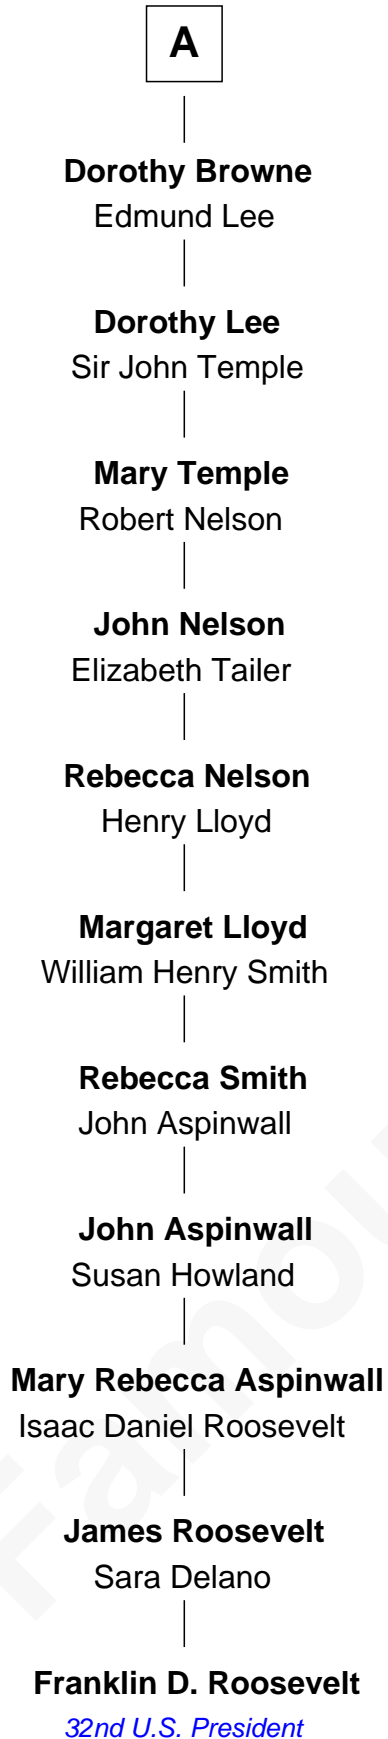 A
Dorothy Browne
Edmund Lee
Dorothy Lee
Sir John Temple
Mary Temple
Robert Nelson
John Nelson
Elizabeth Tailer
Rebecca Nelson
Henry Lloyd
Margaret Lloyd
William Henry Smith
Rebecca Smith
John Aspinwall
John Aspinwall
Susan Howland
Mary Rebecca Aspinwall
Isaac Daniel Roosevelt
James Roosevelt
Sara Delano
Franklin D. Roosevelt
32nd U.S. President
Famou